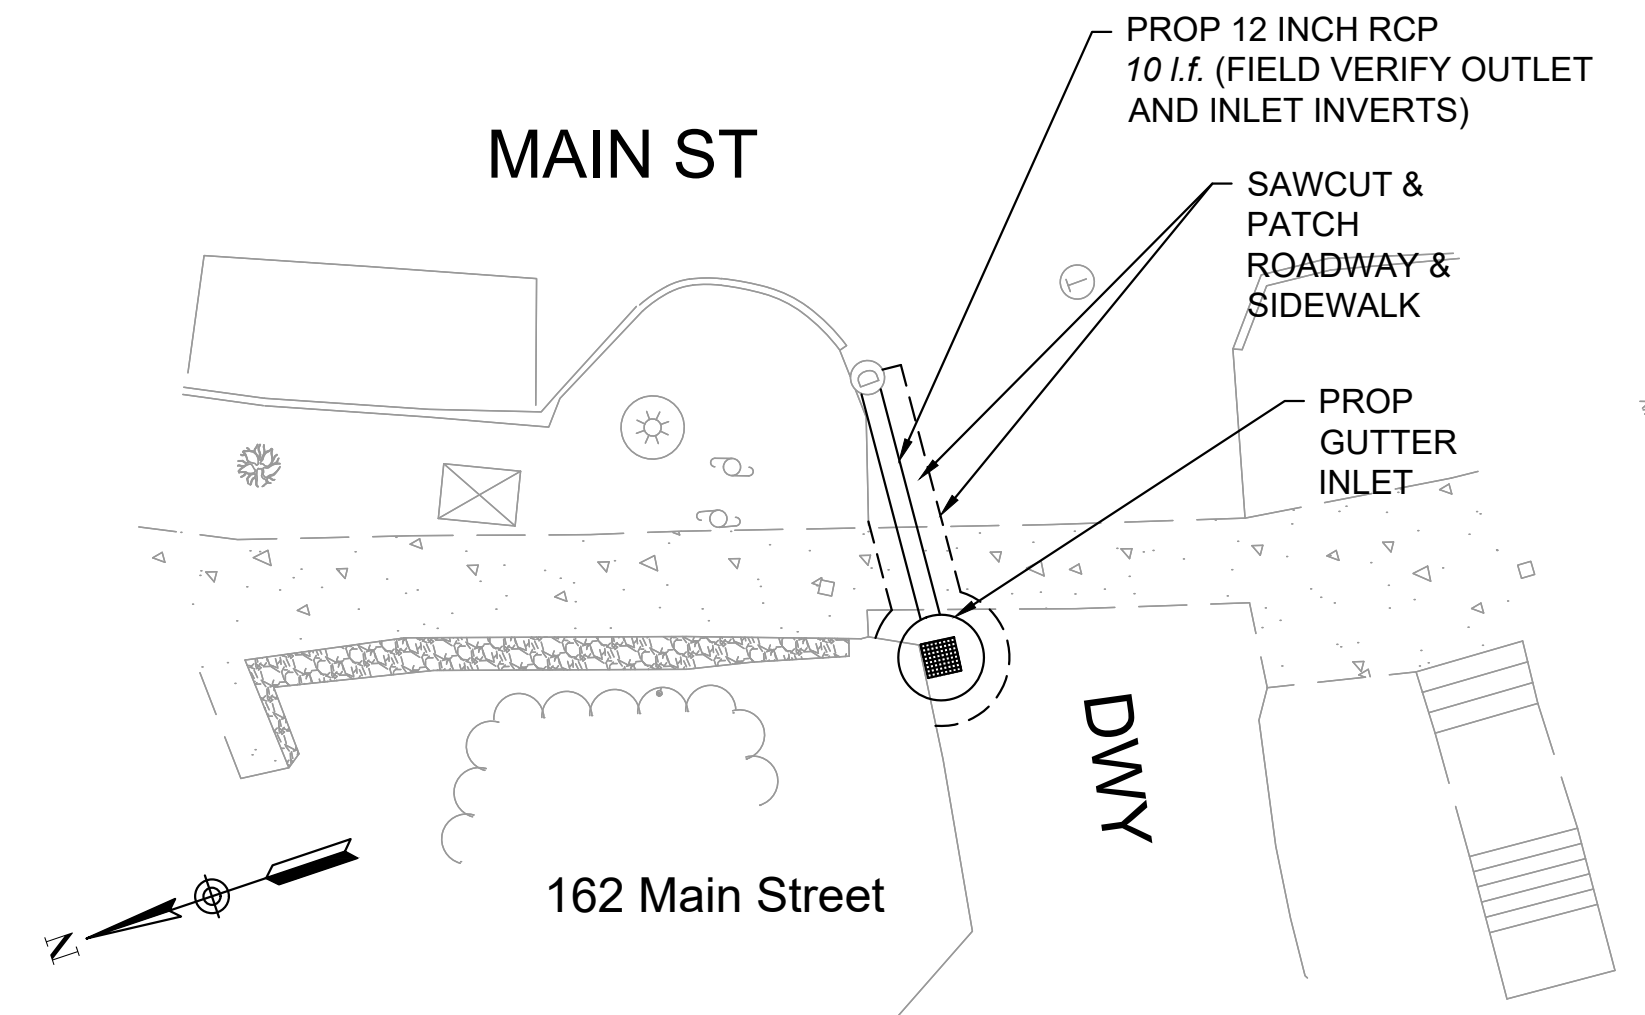 PROP 12 INCH RCP
10 l.f. (FIELD VERIFY OUTLET
AND INLET INVERTS)
MAIN ST
SAWCUT &
PATCH
ROADWAY &
SIDEWALK
T
D
PROP
GUTTER
INLET
DWY
162 Main Street
N